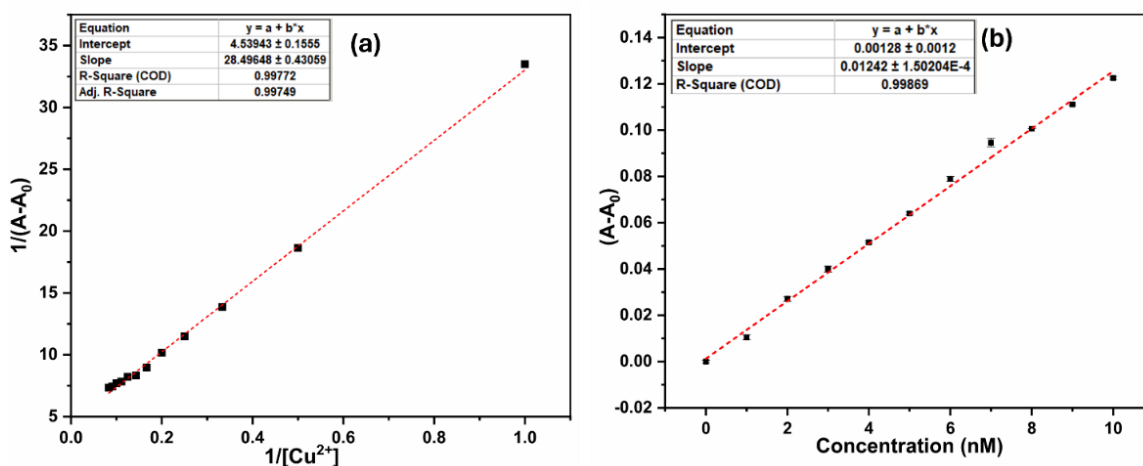 (a)
Equation y = a + b*x
Intercept 4.53943 ± 0.1555
Slope 28.49648 ± 0.43059
R-Square (COD) 0.99772
Adj. R-Square 0.99749
35
30
25
20
15
10
5
1/(A-A₀)
0.0 0.2 0.4 0.6 0.8 1.0
1/[Cu²⁺]
(b)
Equation y = a + b*x
Intercept 0.00128 ± 0.0012
Slope 0.01242 ± 1.50204E-4
R-Square (COD) 0.99869
0.14
0.12
0.10
0.08
0.06
0.04
0.02
0.00
-0.02
(A-A₀)
0 2 4 6 8 10
Concentration (nM)